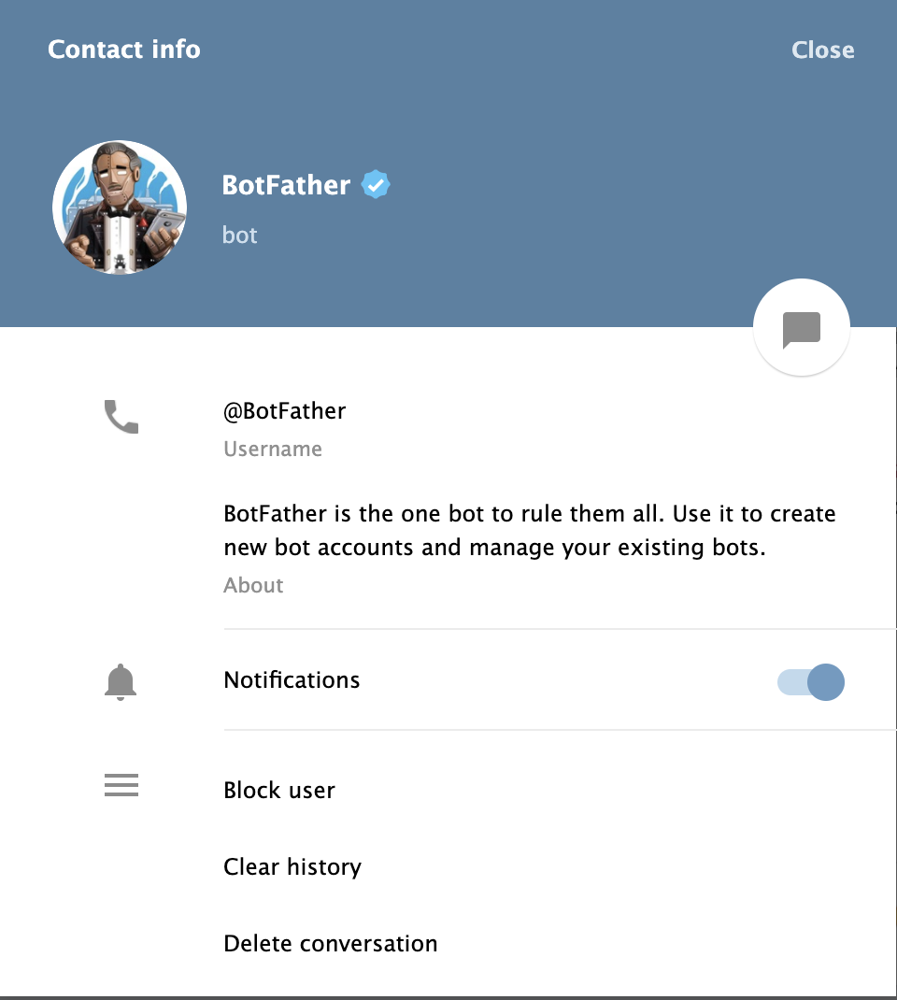 Contact info
Close
BotFather
bot
@BotFather
Username
BotFather is the one bot to rule them all. Use it to create
new bot accounts and manage your existing bots.
About
Notifications
Block user
Clear history
Delete conversation